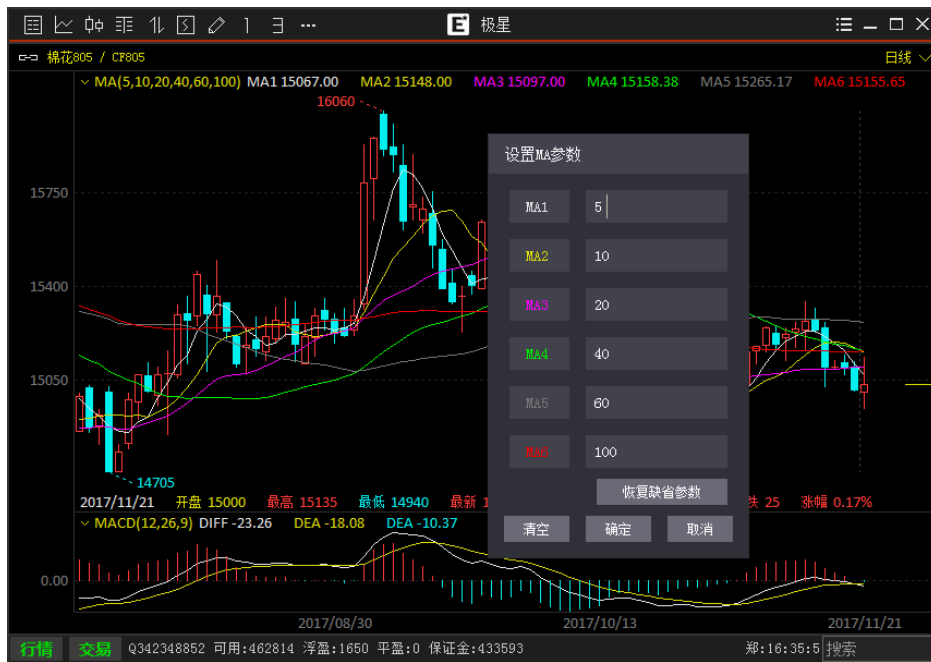 极星
棉花805 / CF805 日线
MA(5,10,20,40,60,100) MA1 15067.00 MA2 15148.00 MA3 15097.00 MA4 15158.38 MA5 15265.17 MA6 15155.65
16060
设置MA参数
15750
MA1 5
MA2 10
15400
MA3 20
MA4 40
15050
MA5 60
MA6 100
14705
恢复缺省参数
2017/11/21 开盘 15000 最高 15135 最低 14940 最新 1 跌 25 涨幅 0.17%
MACD(12,26,9) DIFF -23.26 DEA -18.08 DEA -10.37
清空 确定 取消
0.00
2017/08/30 2017/10/13 2017/11/21
行情 交易 Q342348852 可用:462814 浮盈:1650 平盈:0 保证金:433593 郑:16:35:5 搜索